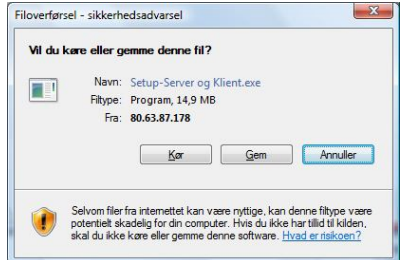 Filoverførsel - sikkerhedsadvarsel
Vil du køre eller gemme denne fil?
Navn: Setup-Server og Klient.exe
Filtype: Program, 14,9 MB
Fra: 80.63.87.178
Kør Gem Annuller
Selvom filer fra internettet kan være nyttige, kan denne filtype være
potentielt skadelig for din computer. Hvis du ikke har tillid til kilden,
skal du ikke køre eller gemme denne software. Hvad er risikoen?